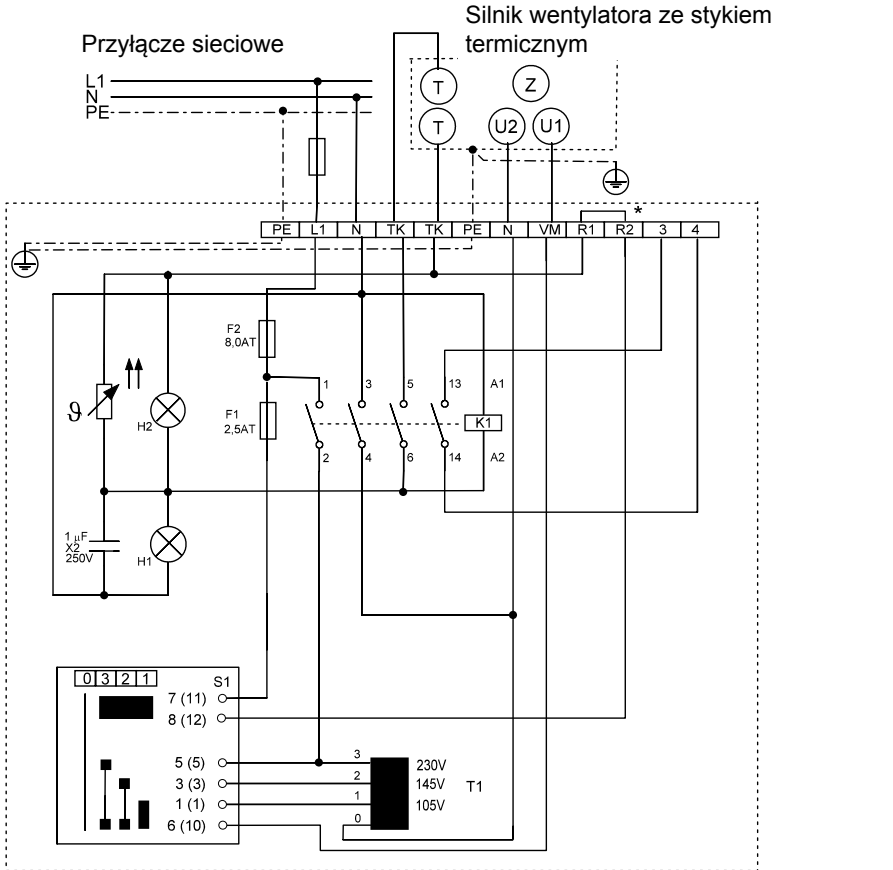 Silnik wentylatora ze stykiem
termicznym
Przyłącze sieciowe
L1
N
PE
T
Z
T
U2
U1
*
PE L1 N TK TK PE N VM R1 R2 3 4
F2
8,0AT
1 3 5 13 A1
ϑ
H2
F1
2,5AT
K1
2 4 6 14 A2
1 µF
X2
250V
H1
0 3 2 1
S1
7 (11)
8 (12)
5 (5) 3 230V
3 (3) 2 145V T1
1 (1) 1 105V
6 (10) 0